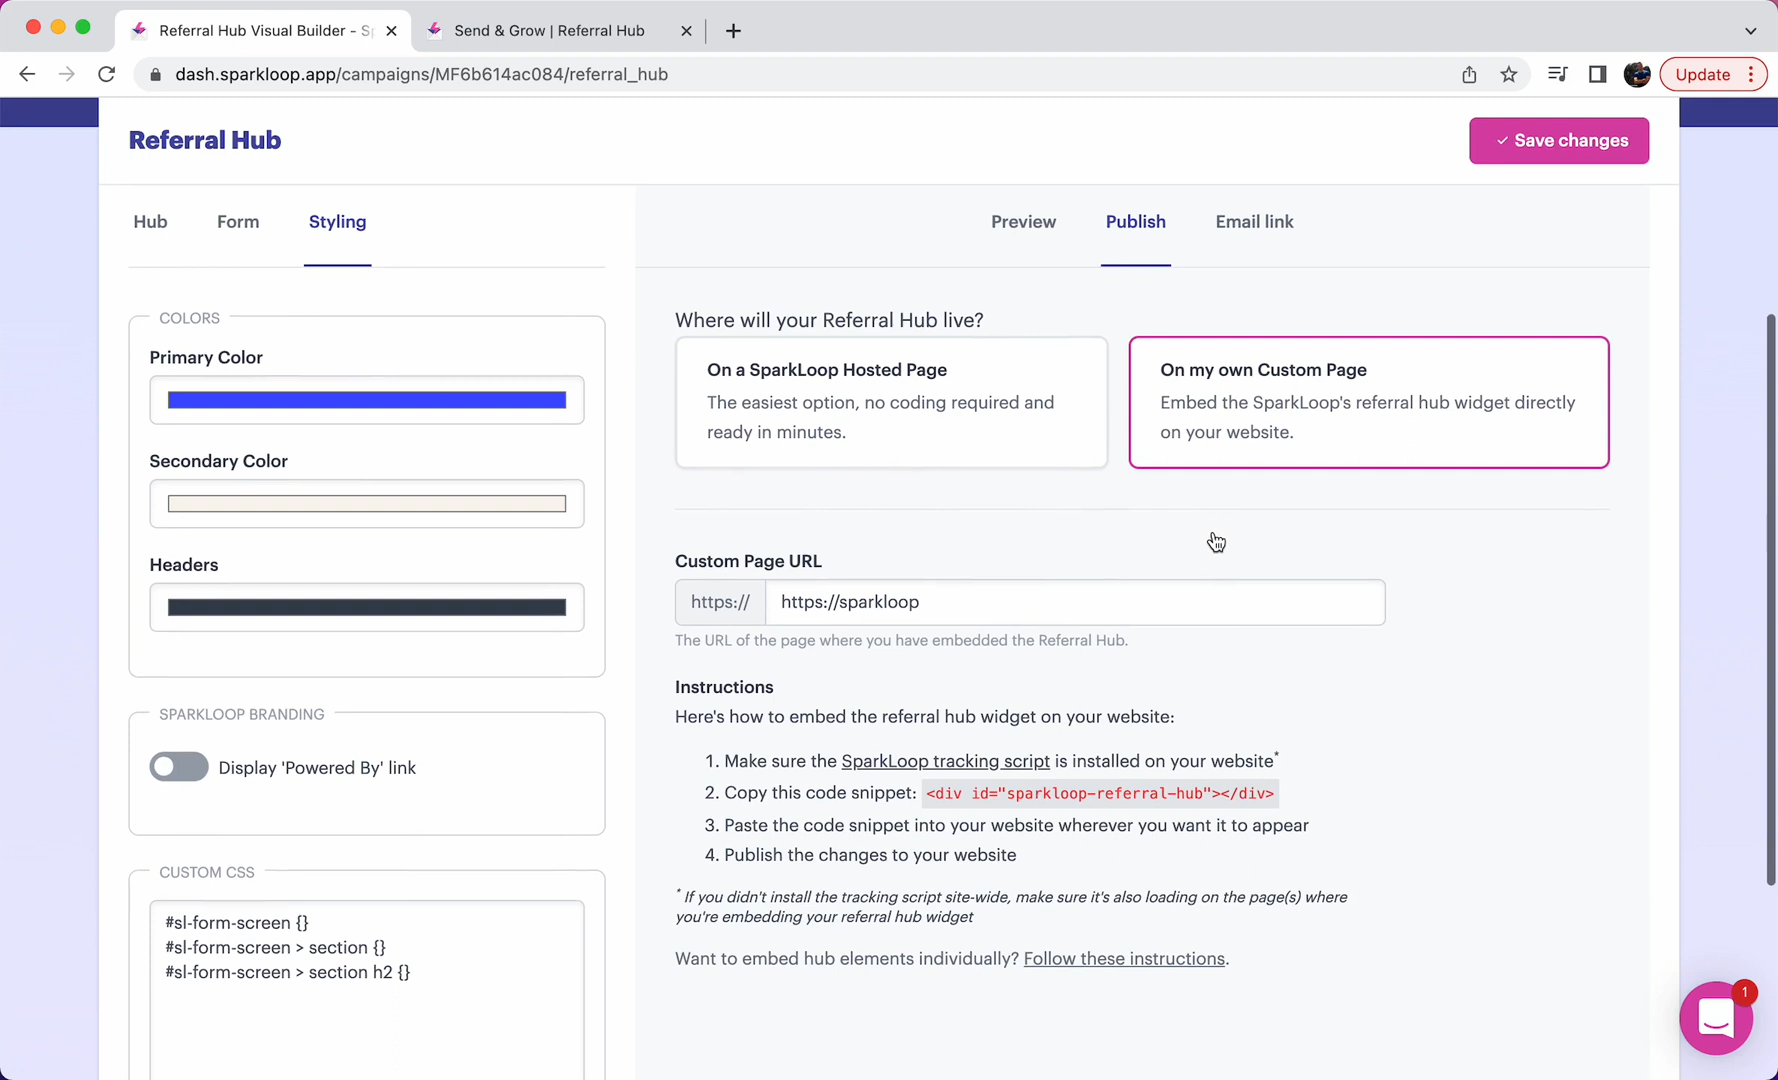 Referral Hub Visual Builder - Sp
Send & Grow | Referral Hub
dash.sparkloop.app/campaigns/MF6b614ac084/referral_hub
Update
Referral Hub
Save changes
Hub
Form
Styling
Preview
Publish
Email link
COLORS
Primary Color
Secondary Color
Headers
SPARKLOOP BRANDING
Display 'Powered By' link
CUSTOM CSS
#sl-form-screen {}
#sl-form-screen > section {}
#sl-form-screen > section h2 {}
Where will your Referral Hub live?
On a SparkLoop Hosted Page
The easiest option, no coding required and
ready in minutes.
On my own Custom Page
Embed the SparkLoop's referral hub widget directly
on your website.
Custom Page URL
https://
https://sparkloop
The URL of the page where you have embedded the Referral Hub.
Instructions
Here's how to embed the referral hub widget on your website:
1. Make sure the SparkLoop tracking script is installed on your website*
2. Copy this code snippet: <div id="sparkloop-referral-hub"></div>
3. Paste the code snippet into your website wherever you want it to appear
4. Publish the changes to your website
* If you didn't install the tracking script site-wide, make sure it's also loading on the page(s) where
you're embedding your referral hub widget
Want to embed hub elements individually? Follow these instructions.
1